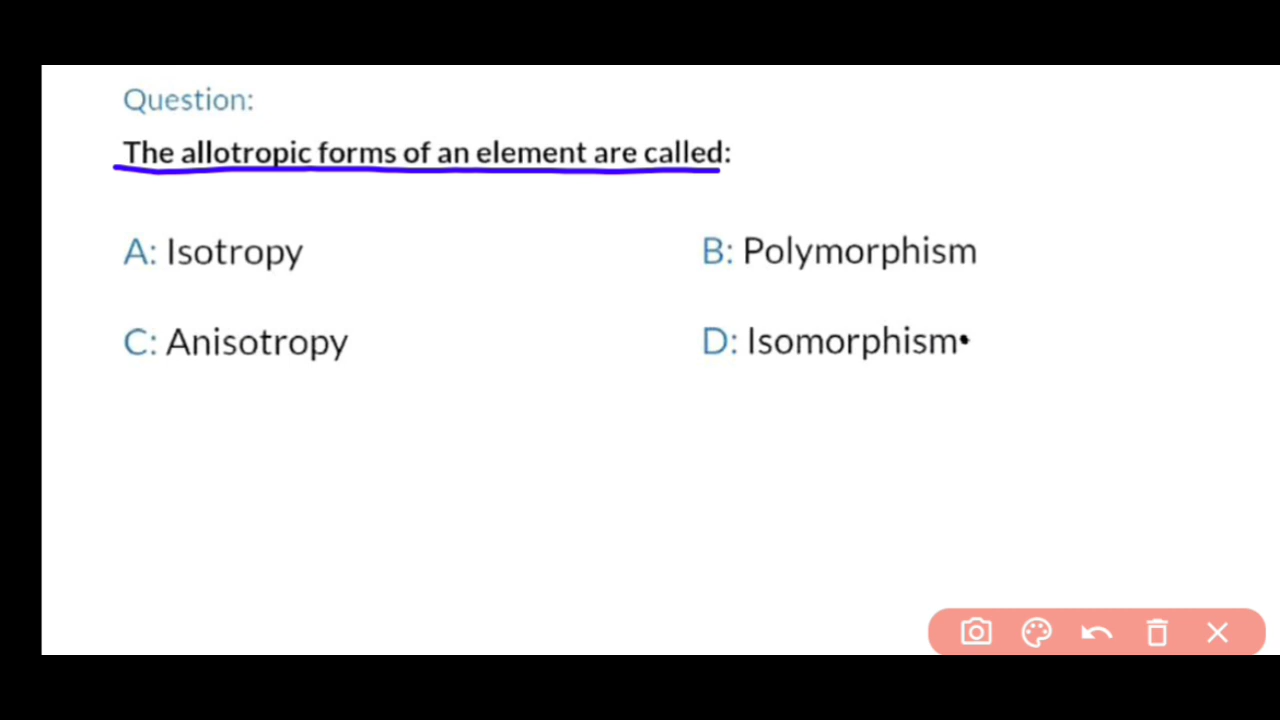 Question:
The allotropic forms of an element are called:
A: Isotropy
B: Polymorphism
C: Anisotropy
D: Isomorphism